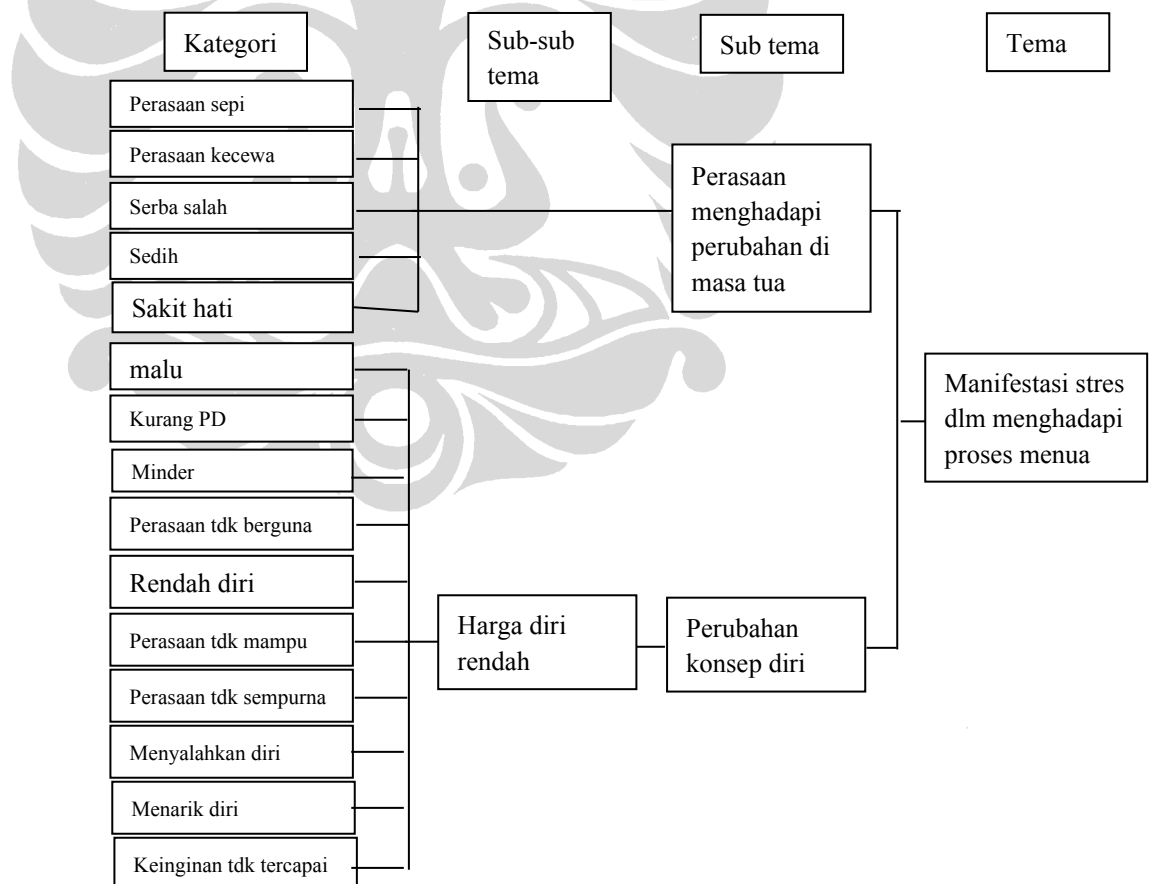 Kategori
Sub-sub
tema
Sub tema
Tema
Perasaan sepi
Perasaan kecewa
Serba salah
Sedih
Sakit hati
malu
Kurang PD
Minder
Perasaan tdk berguna
Rendah diri
Perasaan tdk mampu
Perasaan tdk sempurna
Menyalahkan diri
Menarik diri
Keinginan tdk tercapai
Harga diri
rendah
Perasaan
menghadapi
perubahan di
masa tua
Perubahan
konsep diri
Manifestasi stres
dlm menghadapi
proses menua